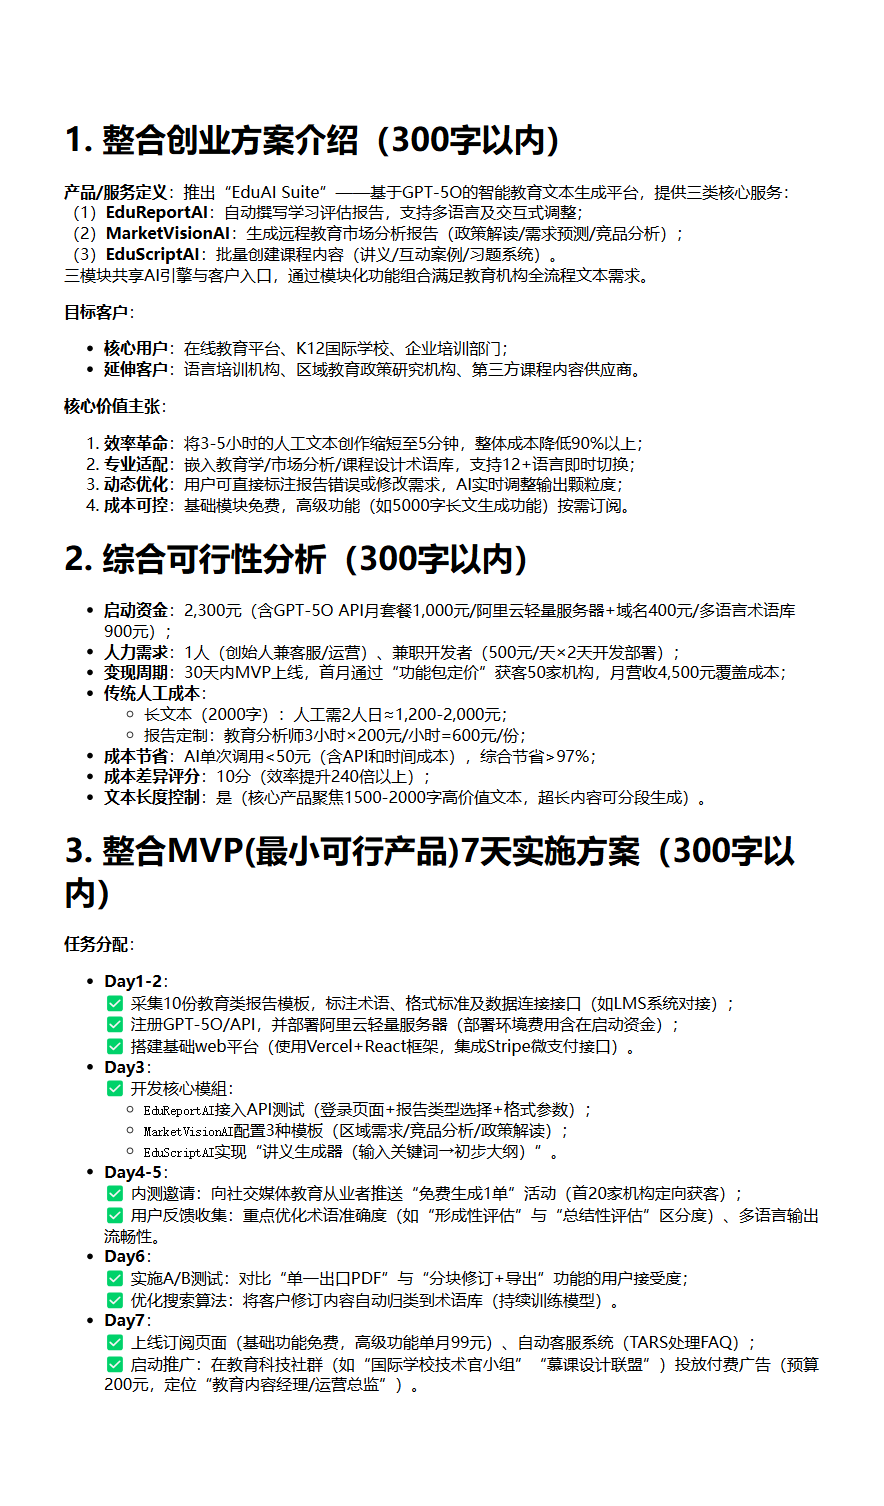 1. 整合创业方案介绍（300字以内）
产品/服务定义：推出“EduAI Suite”——基于GPT-5O的智能教育文本生成平台，提供三类核心服务：
（1）EduReportAI：自动撰写学习评估报告，支持多语言及交互式调整；
（2）MarketVisionAI：生成远程教育市场分析报告（政策解读/需求预测/竞品分析）；
（3）EduScriptAI：批量创建课程内容（讲义/互动案例/习题系统）。
三模块共享AI引擎与客户入口，通过模块化功能组合满足教育机构全流程文本需求。
目标客户：
• 核心用户：在线教育平台、K12国际学校、企业培训部门；
• 延伸客户：语言培训机构、区域教育政策研究机构、第三方课程内容供应商。
核心价值主张：
1. 效率革命：将3-5小时的人工文本创作缩短至5分钟，整体成本降低90%以上；
2. 专业适配：嵌入教育学/市场分析/课程设计术语库，支持12+语言即时切换；
3. 动态优化：用户可直接标注报告错误或修改需求，AI实时调整输出颗粒度；
4. 成本可控：基础模块免费，高级功能（如5000字长文生成功能）按需订阅。
2. 综合可行性分析（300字以内）
• 启动资金：2,300元（含GPT-5O API月套餐1,000元/阿里云轻量服务器+域名400元/多语言术语库
900元）；
• 人力需求：1人（创始人兼客服/运营）、兼职开发者（500元/天×2天开发部署）；
• 变现周期：30天内MVP上线，首月通过“功能包定价”获客50家机构，月营收4,500元覆盖成本；
• 传统人工成本：
◦ 长文本（2000字）：人工需2人日≈1,200-2,000元；
◦ 报告定制：教育分析师3小时×200元/小时=600元/份；
• 成本节省：AI单次调用<50元（含API和时间成本），综合节省>97%；
• 成本差异评分：10分（效率提升240倍以上）；
• 文本长度控制：是（核心产品聚焦1500-2000字高价值文本，超长内容可分段生成）。
3. 整合MVP(最小可行产品)7天实施方案（300字以
内）
任务分配：
• Day1-2：
✅ 采集10份教育类报告模板，标注术语、格式标准及数据连接接口（如LMS系统对接）；
✅ 注册GPT-5O/API，并部署阿里云轻量服务器（部署环境费用含在启动资金）；
✅ 搭建基础web平台（使用Vercel+React框架，集成Stripe微支付接口）。
• Day3：
✅ 开发核心模組：
◦ EduReportAI接入API测试（登录页面+报告类型选择+格式参数）；
◦ MarketVisionAI配置3种模板（区域需求/竞品分析/政策解读）；
◦ EduScriptAI实现“讲义生成器（输入关键词→初步大纲）”。
• Day4-5：
✅ 内测邀请：向社交媒体教育从业者推送“免费生成1单”活动（首20家机构定向获客）；
✅ 用户反馈收集：重点优化术语准确度（如“形成性评估”与“总结性评估”区分度）、多语言输出
流畅性。
• Day6：
✅ 实施A/B测试：对比“单一出口PDF”与“分块修订+导出”功能的用户接受度；
✅ 优化搜索算法：将客户修订内容自动归类到术语库（持续训练模型）。
• Day7：
✅ 上线订阅页面（基础功能免费，高级功能单月99元）、自动客服系统（TARS处理FAQ）；
✅ 启动推广：在教育科技社群（如“国际学校技术官小组”“慕课设计联盟”）投放付费广告（预算
200元，定位“教育内容经理/运营总监”）。